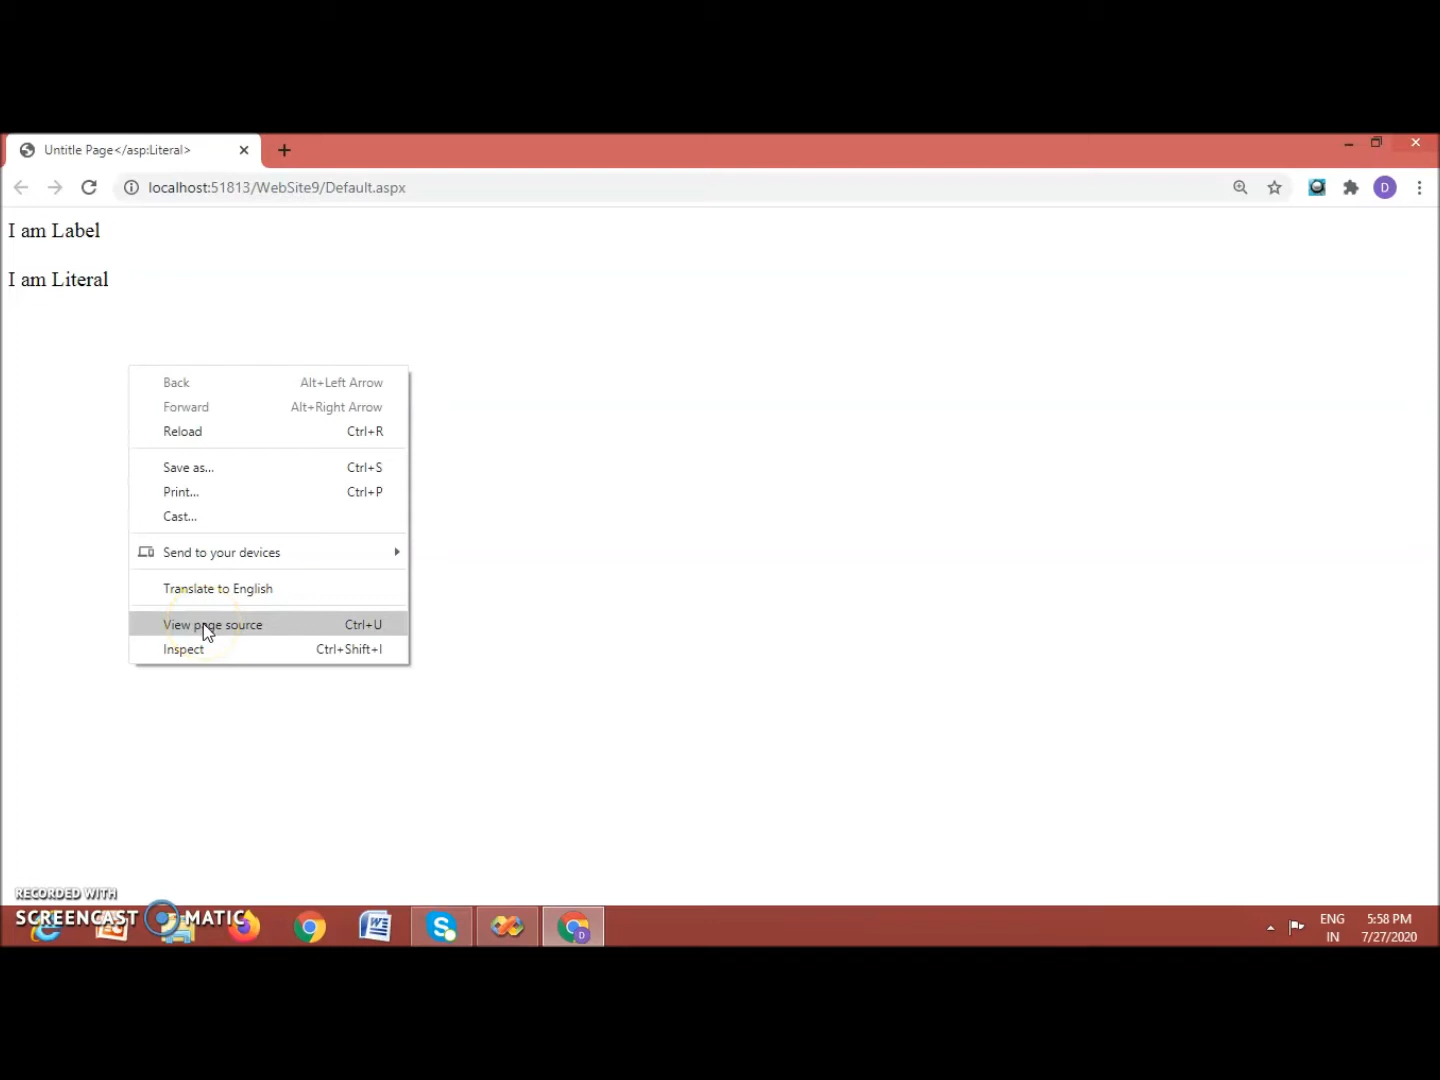 Untitle Page</asp:Literal>
localhost:51813/WebSite9/Default.aspx
D
I am Label
I am Literal
Back Alt+Left Arrow
Forward Alt+Right Arrow
Reload Ctrl+R
Save as... Ctrl+S
Print... Ctrl+P
Cast...
Send to your devices
Translate to English
View page source Ctrl+U
Inspect Ctrl+Shift+I
RECORDED WITH
SCREENCAST MATIC
ENG 5:58 PM
IN 7/27/2020